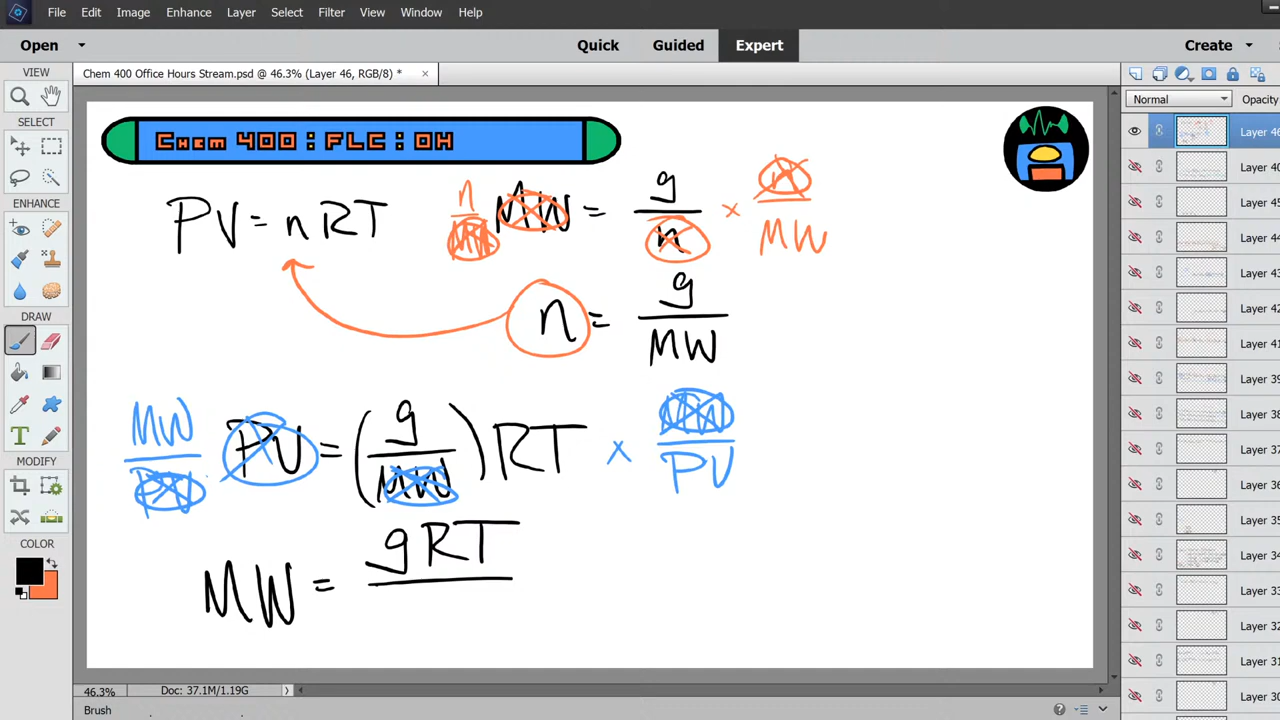 Edit Image Enhance Layer Select Filter View Window Help
Open Quick Guided Expert Create
Chem 400 Office Hours Stream.psd @ 46.3% (Layer 46, RGB/8) * ×
VIEW
SELECT
ENHANCE
DRAW
MODIFY
COLOR
Chem 400 : FLC : OH
PV = nRT
n/MW MW = g/n × n/MW
n = g/MW
MW/PV PV = (g/MW) RT × MW/PV
MW = gRT
Normal Opacity
Layer 46
Layer 40
Layer 45
Layer 44
Layer 43
Layer 42
Layer 41
Layer 39
Layer 38
Layer 37
Layer 36
Layer 35
Layer 34
Layer 33
Layer 32
Layer 31
Layer 30
46.3% Doc: 37.1M/1.19G
Brush